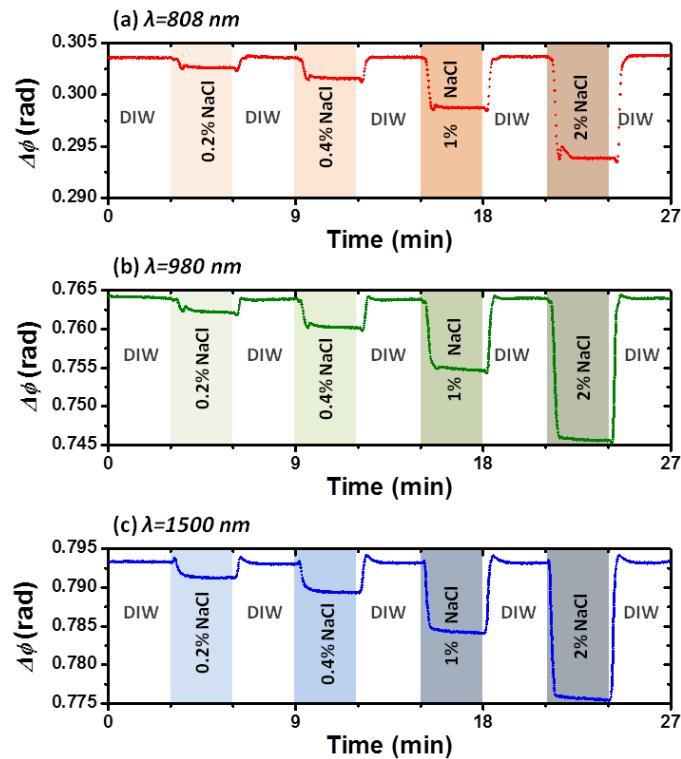 (a) λ=808 nm
0.305
0.300
0.295
0.290
Δϕ (rad)
DIW
0.2% NaCl
DIW
0.4% NaCl
DIW
1% NaCl
DIW
2% NaCl
DIW
0
9
18
27
Time (min)
(b) λ=980 nm
0.765
0.760
0.755
0.750
0.745
Δϕ (rad)
DIW
0.2% NaCl
DIW
0.4% NaCl
DIW
1% NaCl
DIW
2% NaCl
DIW
0
9
18
27
Time (min)
(c) λ=1500 nm
0.795
0.790
0.785
0.780
0.775
Δϕ (rad)
DIW
0.2% NaCl
DIW
0.4% NaCl
DIW
1% NaCl
DIW
2% NaCl
DIW
0
9
18
27
Time (min)